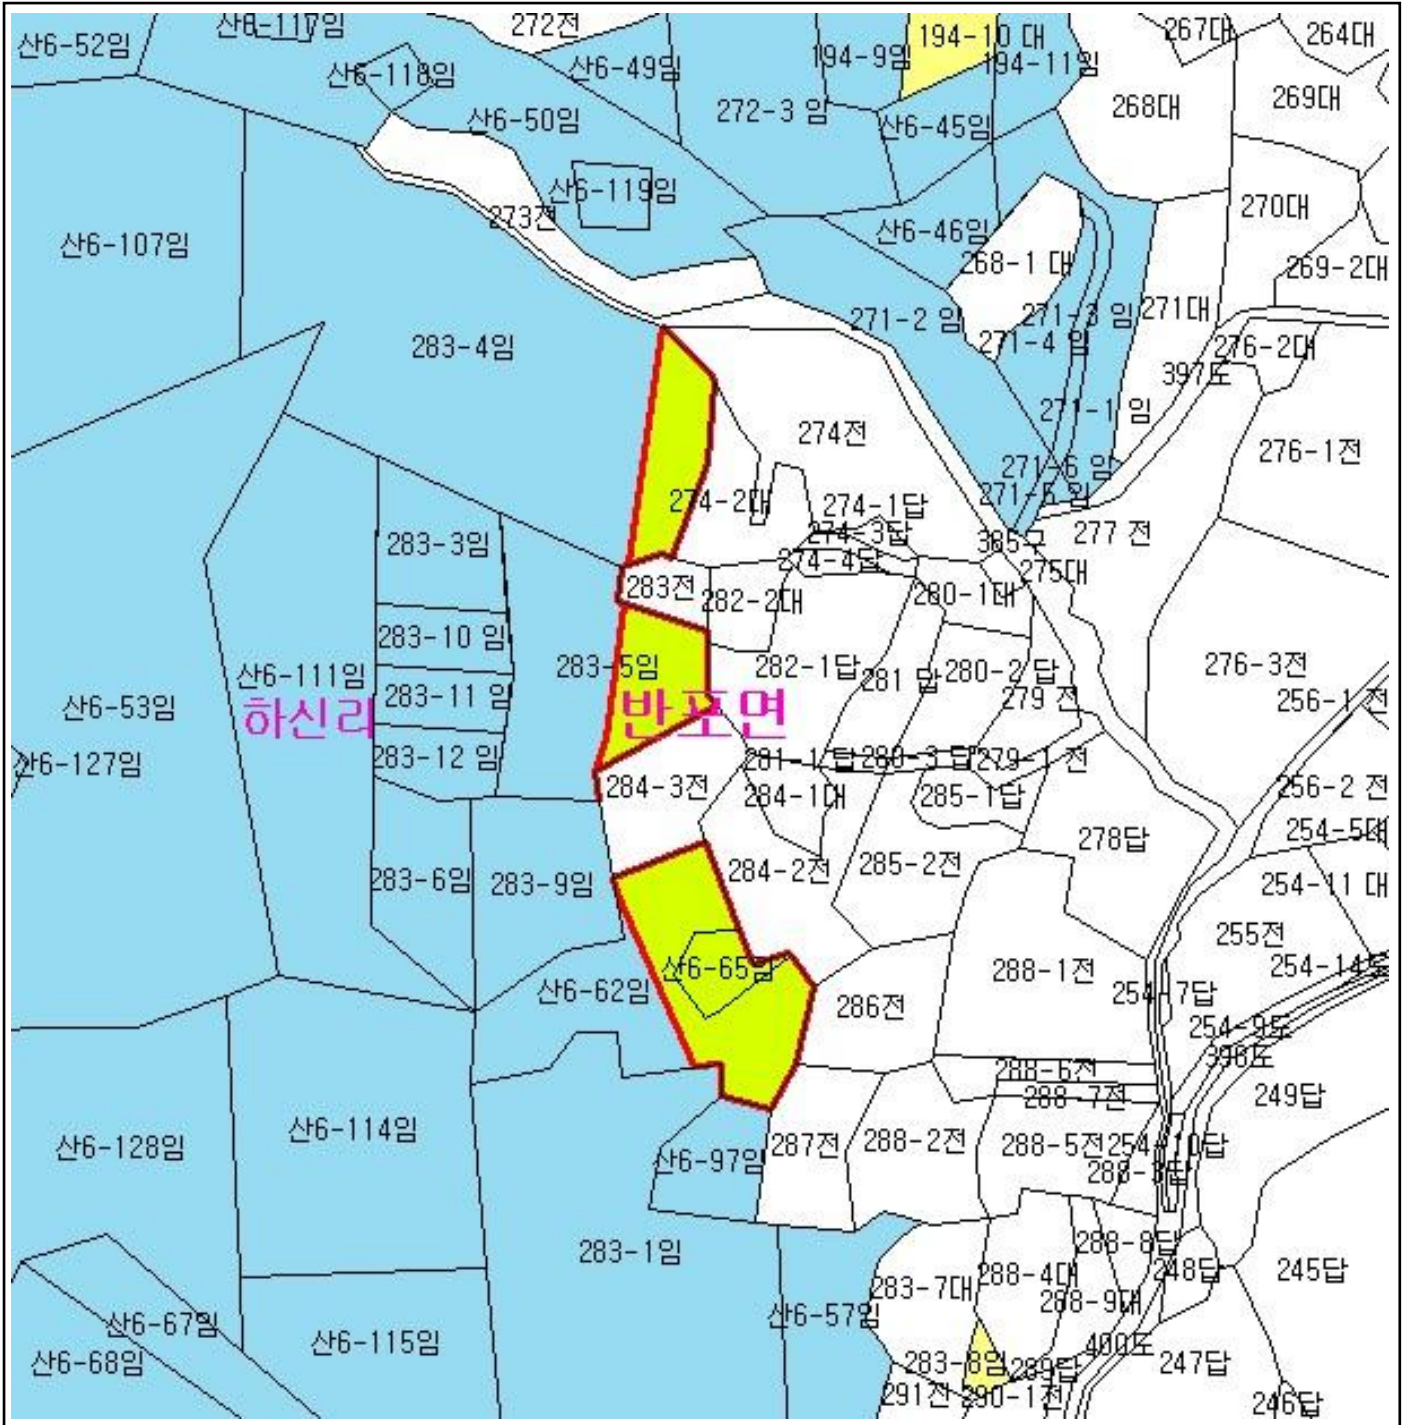 산6-52임
산6-117임
272전
산6-118임
산6-49임
194-9임
194-10 대
194-11임
267대
264대
산6-50임
272-3 임
산6-45임
268대
269대
산6-107임
273전
산6-119임
산6-46임
268-1 대
270대
269-2대
283-4임
271-2 임
271-3 임
271대
271-4 임
276-2대
397도
271-1 임
274전
276-1전
274-2대
274-1답
271-6 임
283-3임
274-3답
277 전
274-4답
275대
283전
282-2대
280-1대
283-10 임
산6-111임
283-5임
282-1답
281 답
280-2 답
276-3전
283-11 임
279 전
256-1 전
산6-53임
하신리
반포면
산6-127임
283-12 임
281-1답
280-3 답
279-1 전
284-3전
284-1대
285-1답
256-2 전
254-5대
278답
283-6임
283-9임
284-2전
285-2전
254-11 대
255전
산6-65임
288-1전
254-14도
산6-62임
286전
254-7답
254-9도
398도
288-6전
249답
288-7전
산6-128임
산6-114임
산6-97임
287전
288-2전
288-5전
254-10답
288-3답
283-1임
288-8답
283-7대
288-4대
248답
245답
288-9대
산6-67임
산6-115임
산6-57임
400도
산6-68임
283-8임
289답
247답
291전
290-1전
246답